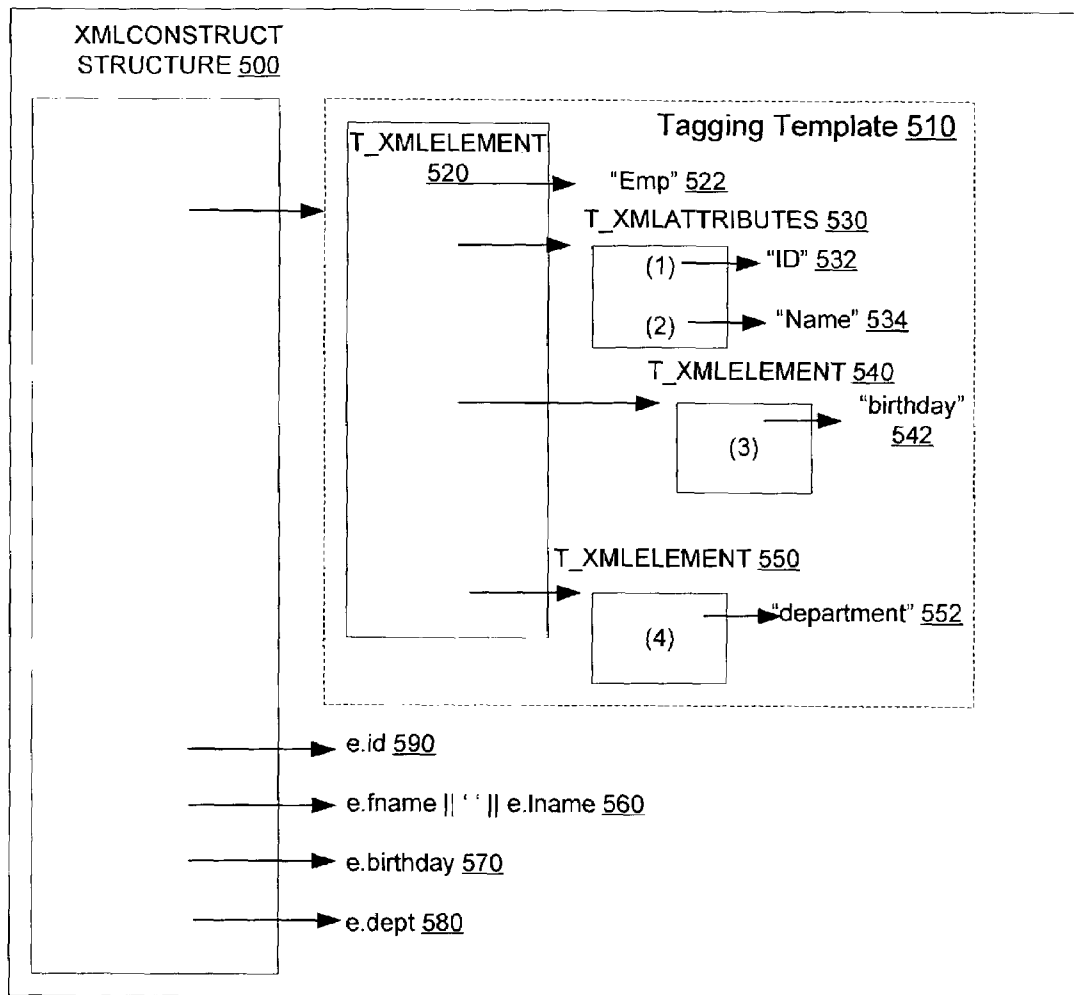 XMLCONSTRUCT
STRUCTURE 500
Tagging Template 510
T_XMLELEMENT
520
"Emp" 522
T_XMLATTRIBUTES 530
(1)
"ID" 532
(2)
"Name" 534
T_XMLELEMENT 540
"birthday"
542
(3)
T_XMLELEMENT 550
"department" 552
(4)
e.id 590
e.fname || ‘ ‘ || e.lname 560
e.birthday 570
e.dept 580